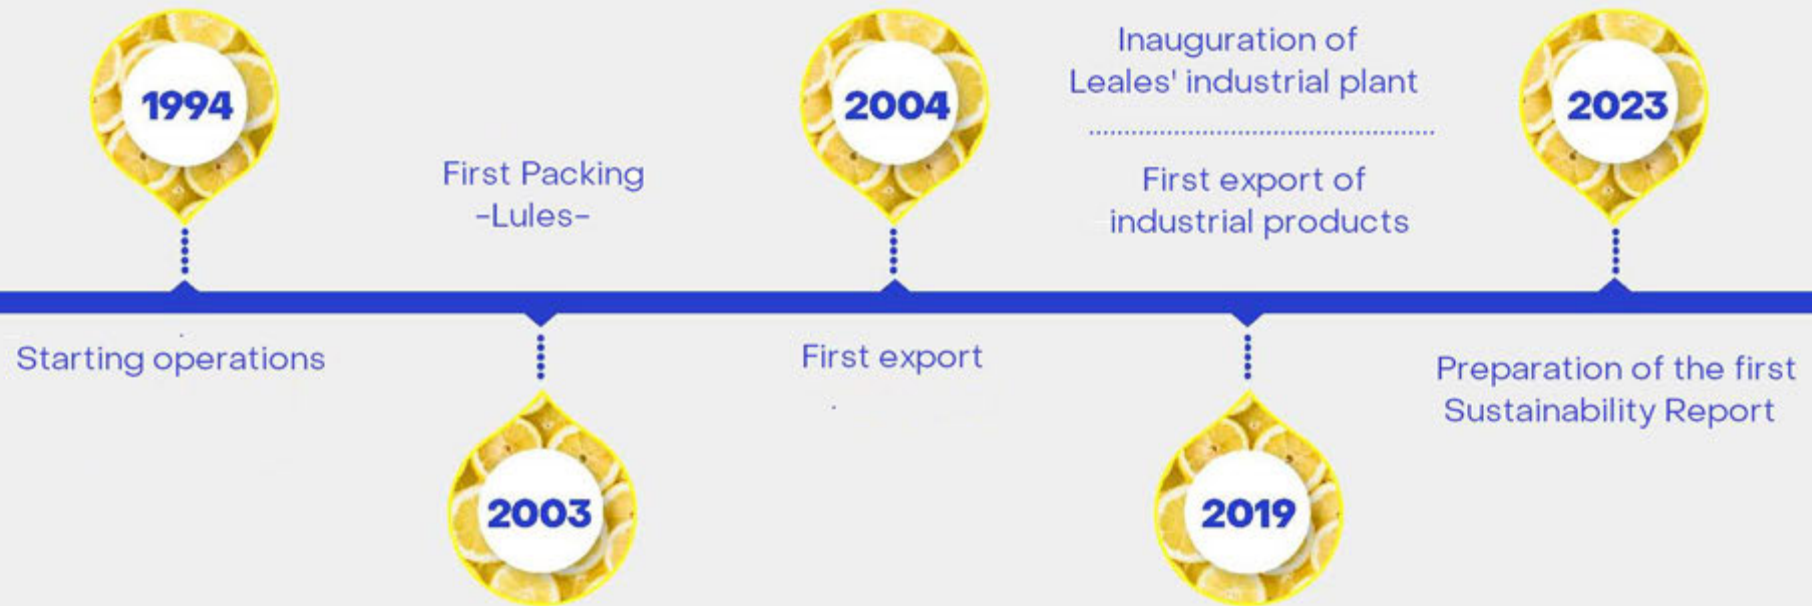 1994
Starting operations
First Packing
-Lules-
2003
2004
First export
Inauguration of
Leales' industrial plant
First export of
industrial products
2019
2023
Preparation of the first
Sustainability Report